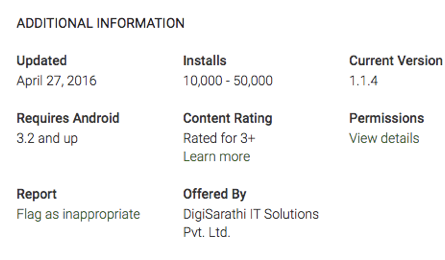 ADDITIONAL INFORMATION
Updated
April 27, 2016
Installs
10,000 - 50,000
Current Version
1.1.4
Requires Android
3.2 and up
Content Rating
Rated for 3+
Learn more
Permissions
View details
Report
Flag as inappropriate
Offered By
DigiSarathi IT Solutions
Pvt. Ltd.